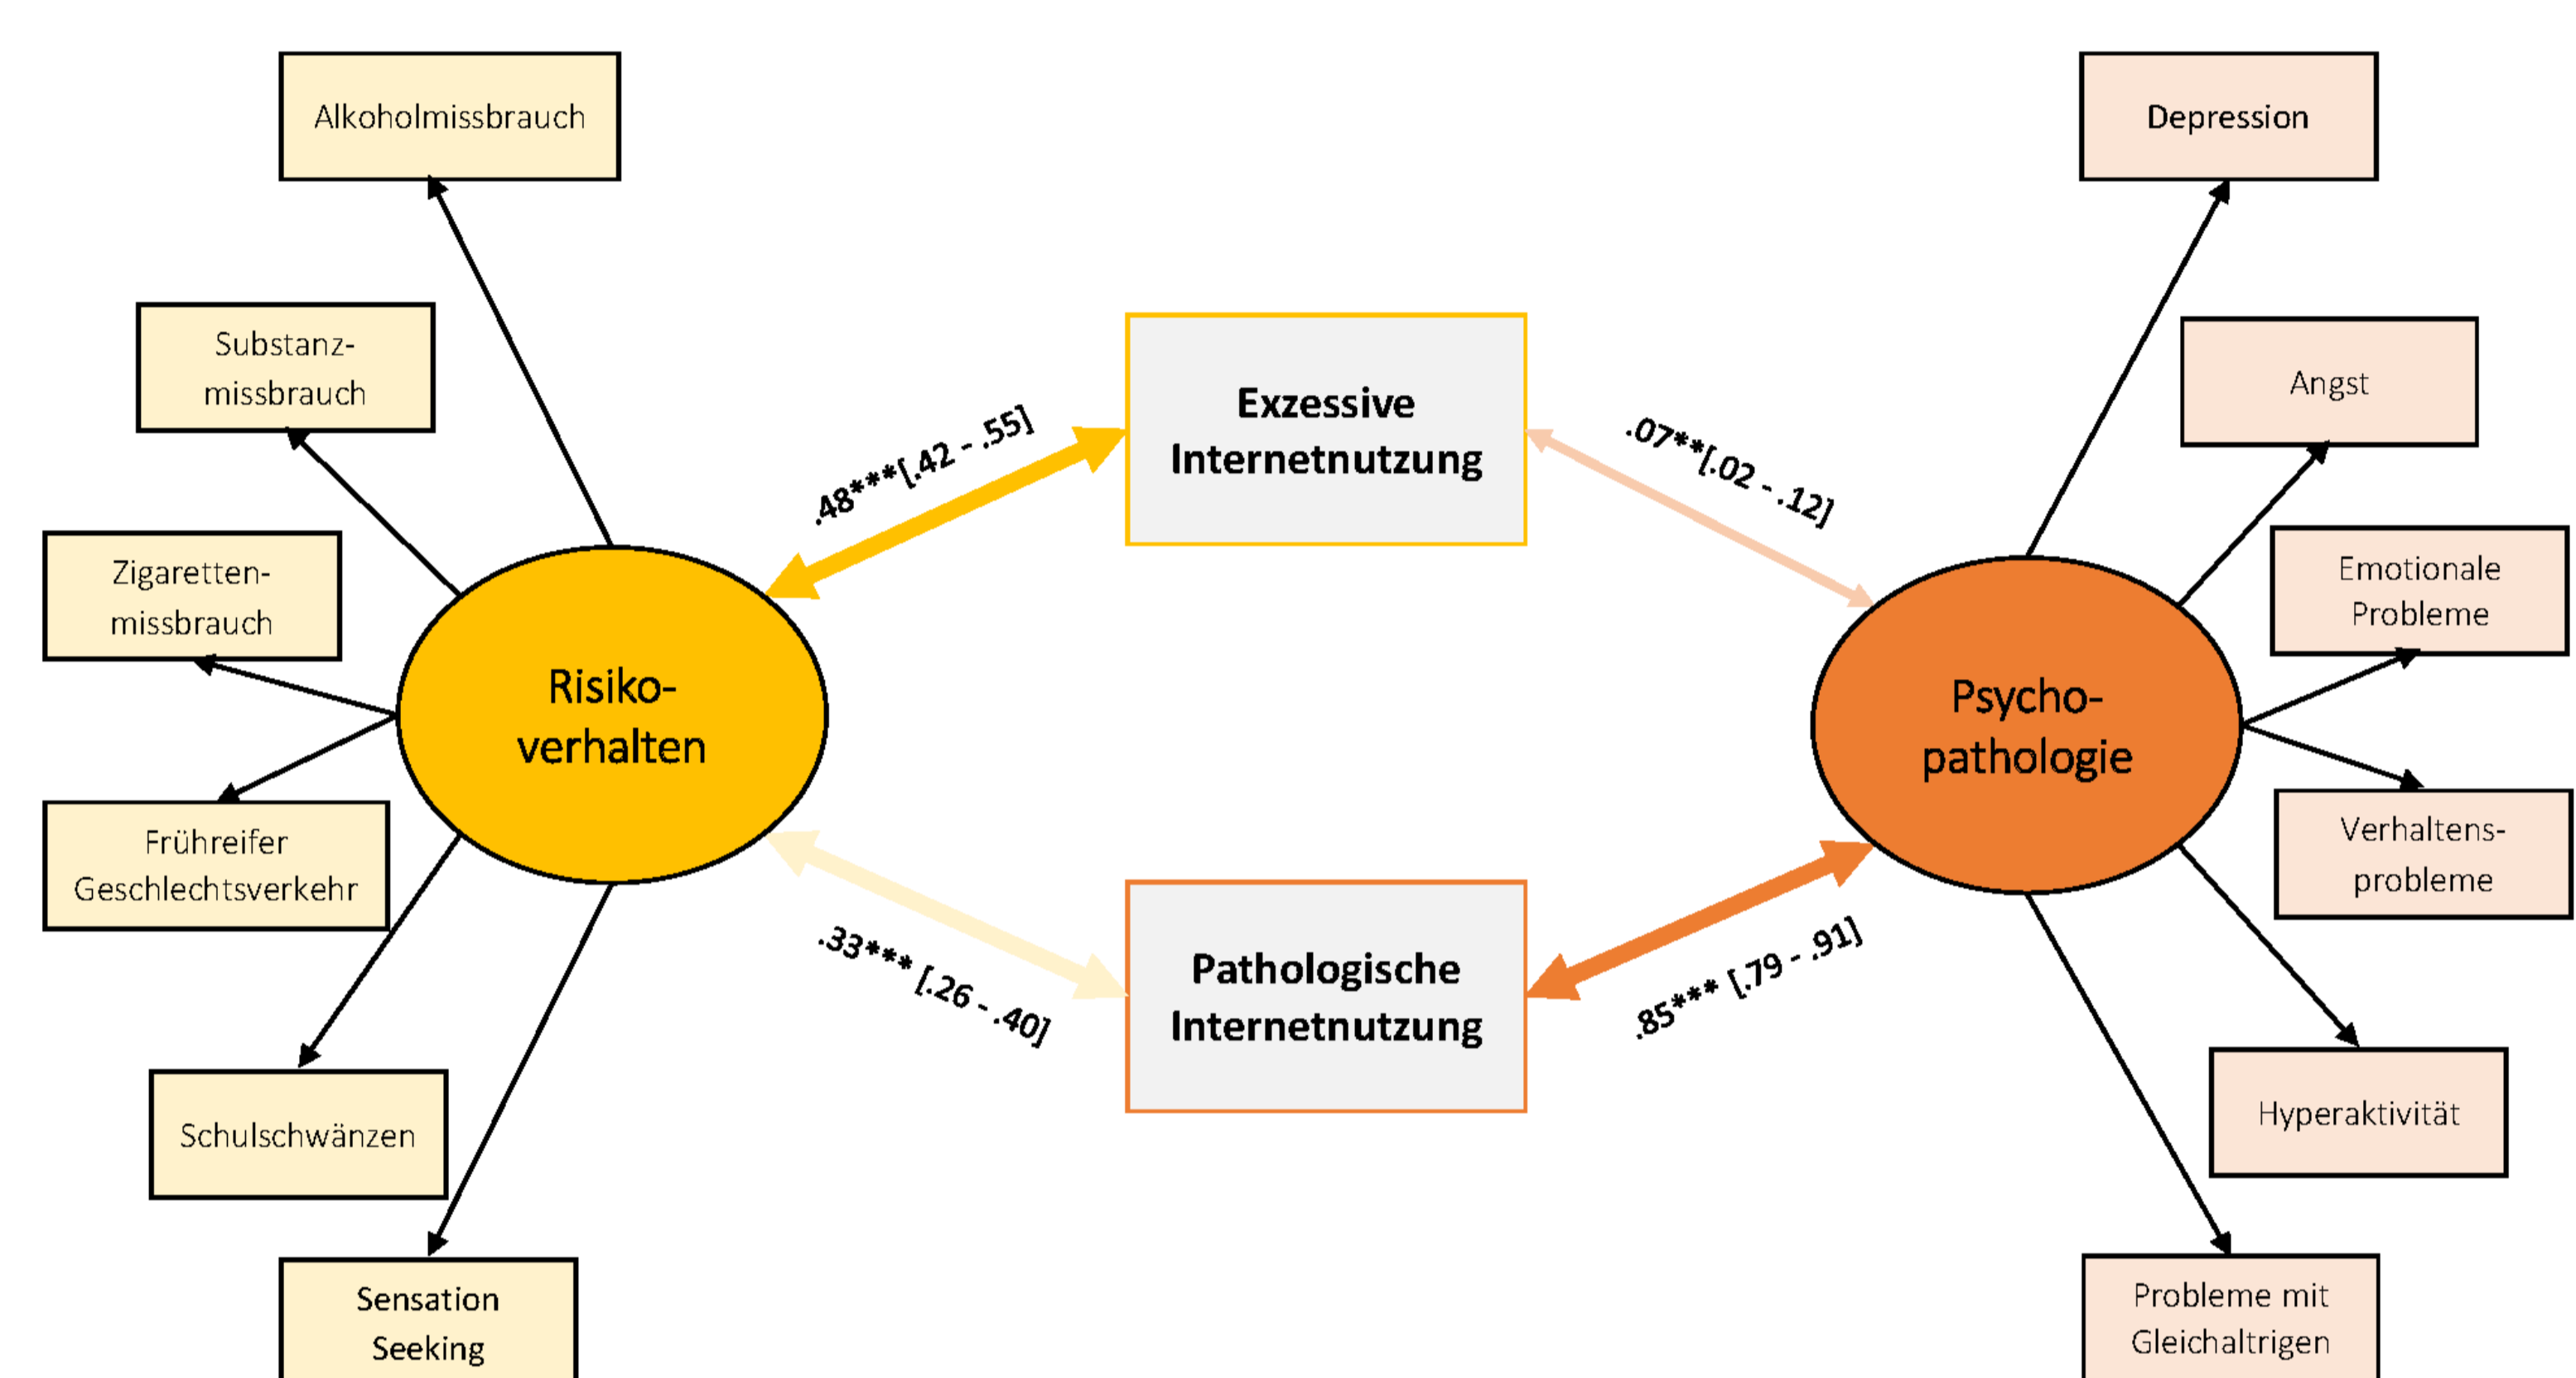 Alkoholmissbrauch
Substanz-
missbrauch
Zigaretten-
missbrauch
Frühreifer
Geschlechtsverkehr
Schulschwänzen
Sensation
Seeking
Risiko-
verhalten
.48***[.42 - .55]
.33*** [.26 - .40]
Exzessive
Internetnutzung
Pathologische
Internetnutzung
.07**[.02 - .12]
.85*** [.79 - .91]
Psycho-
pathologie
Depression
Angst
Emotionale
Probleme
Verhaltens-
probleme
Hyperaktivität
Probleme mit
Gleichaltrigen